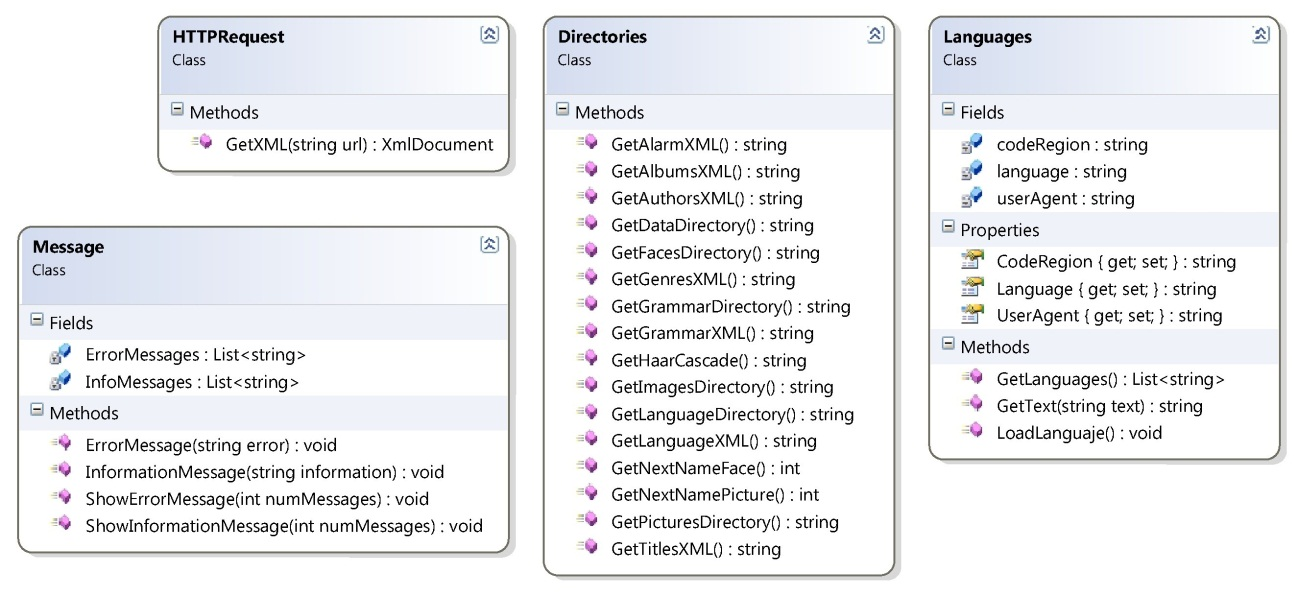 HTTPRequest
Class
Methods
GetXML(string url) : XmlDocument
Message
Class
Fields
ErrorMessages : List<string>
InfoMessages : List<string>
Methods
ErrorMessage(string error) : void
InformationMessage(string information) : void
ShowErrorMessage(int numMessages) : void
ShowInformationMessage(int numMessages) : void
Directories
Class
Methods
GetAlarmXML() : string
GetAlbumsXML() : string
GetAuthorsXML() : string
GetDataDirectory() : string
GetFacesDirectory() : string
GetGenresXML() : string
GetGrammarDirectory() : string
GetGrammarXML() : string
GetHaarCascade() : string
GetImagesDirectory() : string
GetLanguageDirectory() : string
GetLanguageXML() : string
GetNextNameFace() : int
GetNextNamePicture() : int
GetPicturesDirectory() : string
GetTitlesXML() : string
Languages
Class
Fields
codeRegion : string
language : string
userAgent : string
Properties
CodeRegion { get; set; } : string
Language { get; set; } : string
UserAgent { get; set; } : string
Methods
GetLanguages() : List<string>
GetText(string text) : string
LoadLanguaje() : void